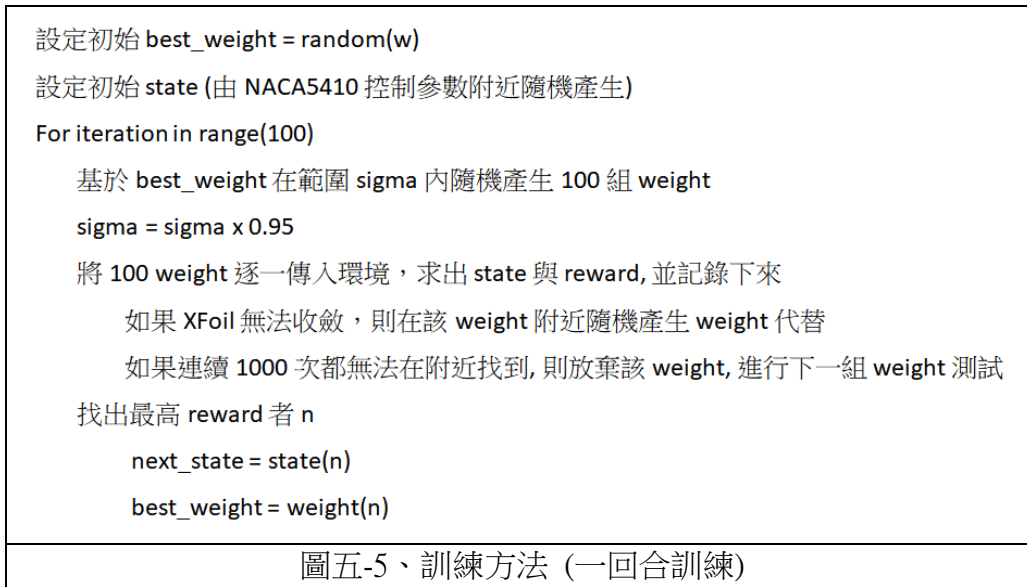 設定初始 best_weight = random(w)
設定初始 state (由 NACA5410 控制參數附近隨機產生)
For iteration in range(100)
基於 best_weight 在範圍 sigma 內隨機產生 100 組 weight
sigma = sigma x 0.95
將 100 weight 逐一傳入環境，求出 state 與 reward, 並記錄下來
如果 XFoil 無法收斂，則在該 weight 附近隨機產生 weight 代替
如果連續 1000 次都無法在附近找到, 則放棄該 weight, 進行下一組 weight 測試
找出最高 reward 者 n
next_state = state(n)
best_weight = weight(n)
圖五-5、訓練方法 (一回合訓練)